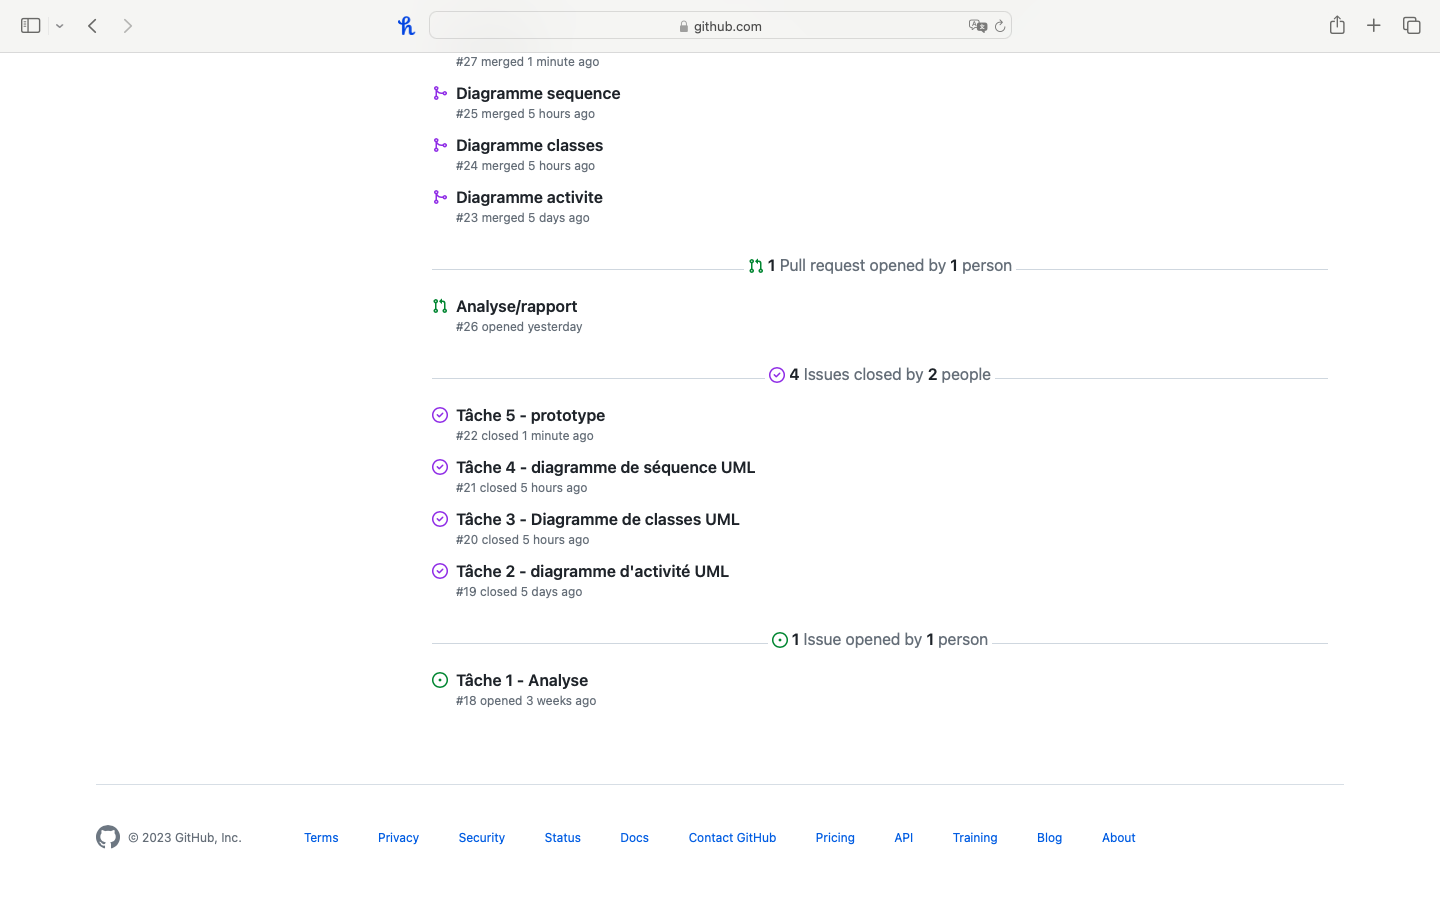 github.com
#27 merged 1 minute ago
Diagramme sequence
#25 merged 5 hours ago
Diagramme classes
#24 merged 5 hours ago
Diagramme activite
#23 merged 5 days ago
1 Pull request opened by 1 person
Analyse/rapport
#26 opened yesterday
4 Issues closed by 2 people
Tâche 5 - prototype
#22 closed 1 minute ago
Tâche 4 - diagramme de séquence UML
#21 closed 5 hours ago
Tâche 3 - Diagramme de classes UML
#20 closed 5 hours ago
Tâche 2 - diagramme d'activité UML
#19 closed 5 days ago
1 Issue opened by 1 person
Tâche 1 - Analyse
#18 opened 3 weeks ago
© 2023 GitHub, Inc. Terms Privacy Security Status Docs Contact GitHub Pricing API Training Blog About